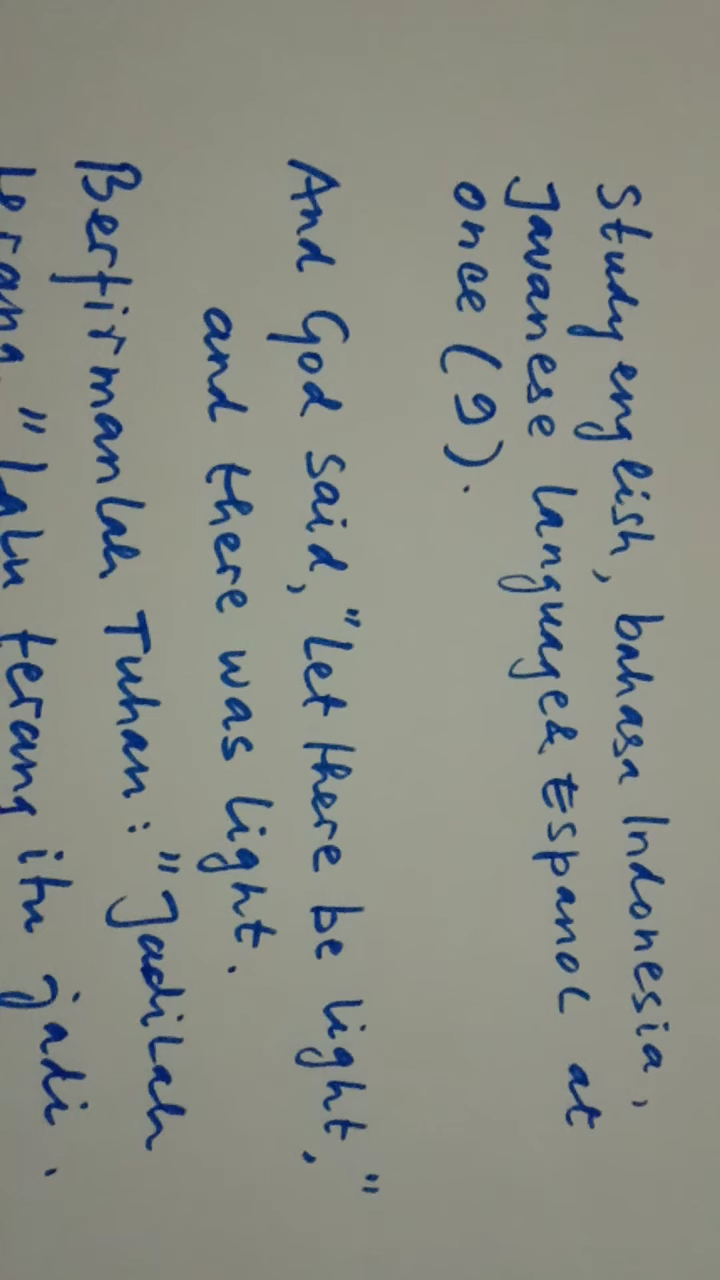 Study english, bahasa Indonesia,
Javanese language & Espanol at
once (9).
And God said, "Let there be light,"
and there was light.
Berfirmanlah Tuhan: "Jadilah
terang." Lalu terang itu jadi.